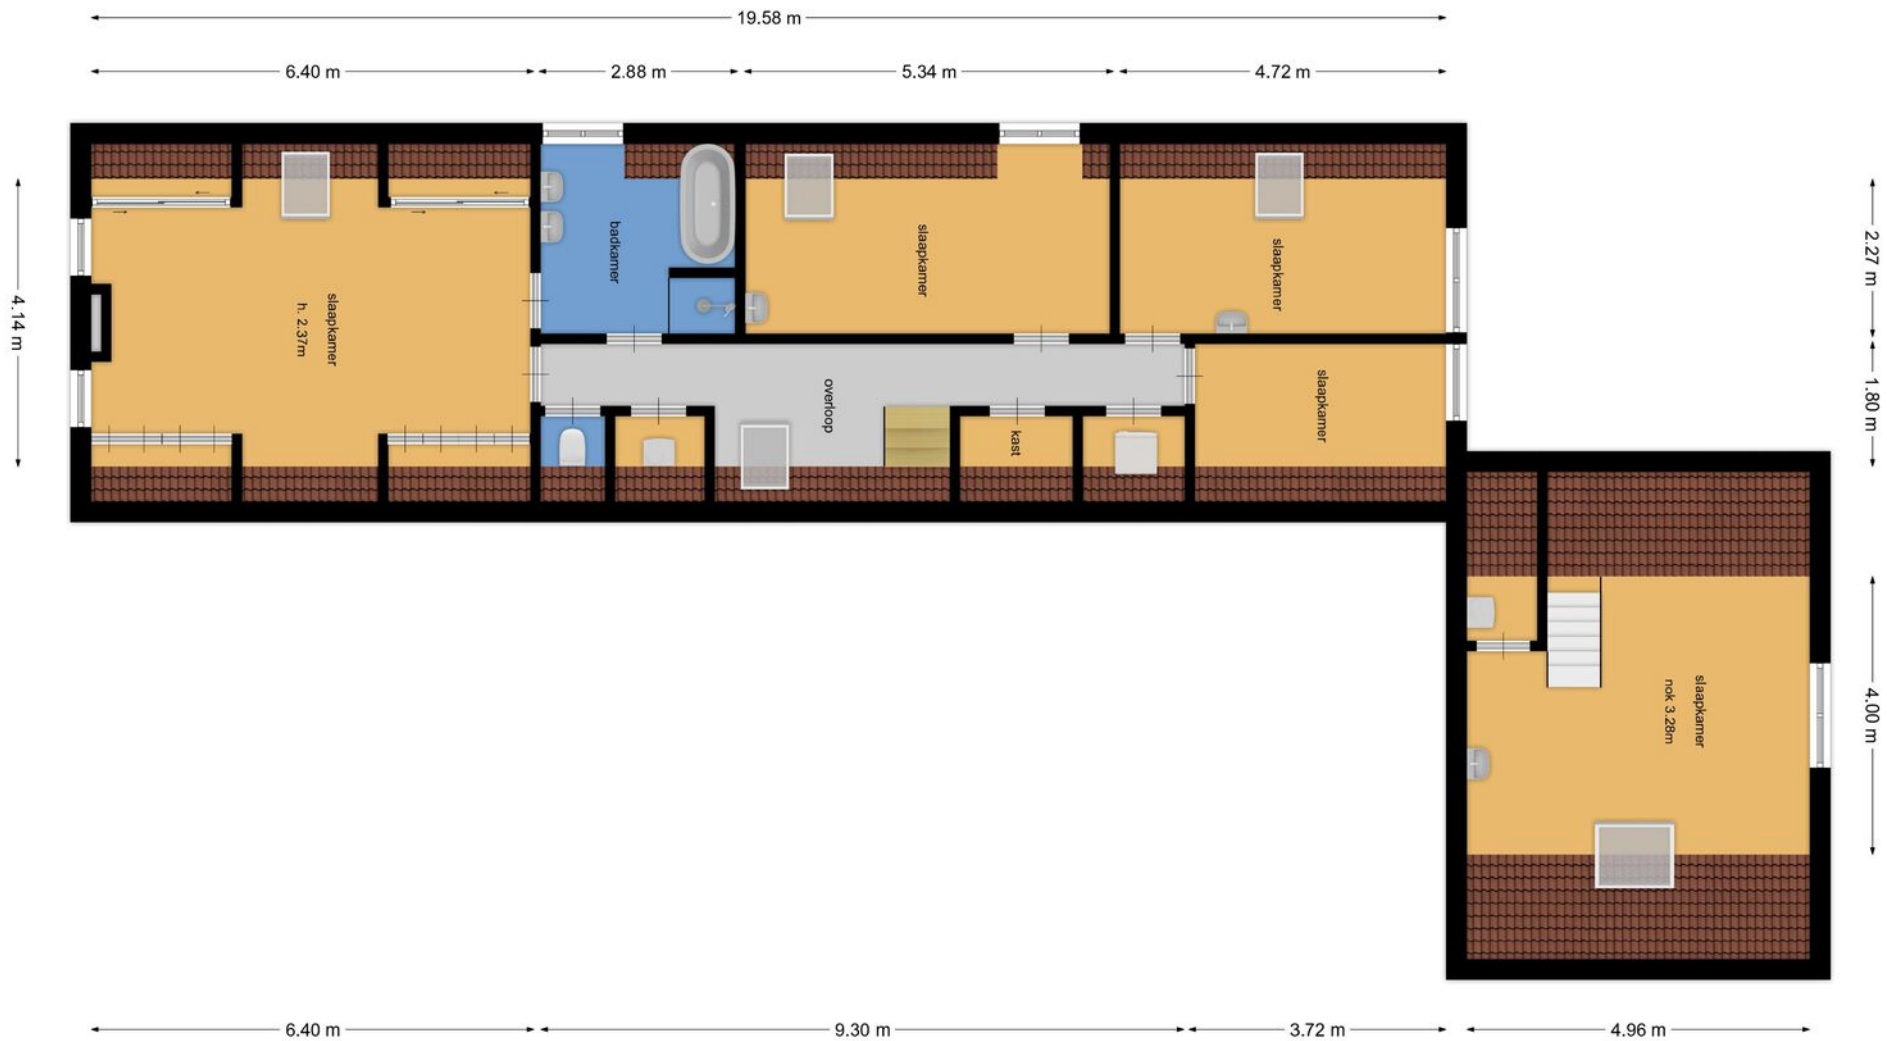 19.58 m
6.40 m
2.88 m
5.34 m
4.72 m
4.14 m
2.27 m
1.80 m
4.00 m
slaapkamer
h. 2.37m
badkamer
slaapkamer
slaapkamer
overloop
kast
slaapkamer
slaapkamer
nok 3.28m
6.40 m
9.30 m
3.72 m
4.96 m